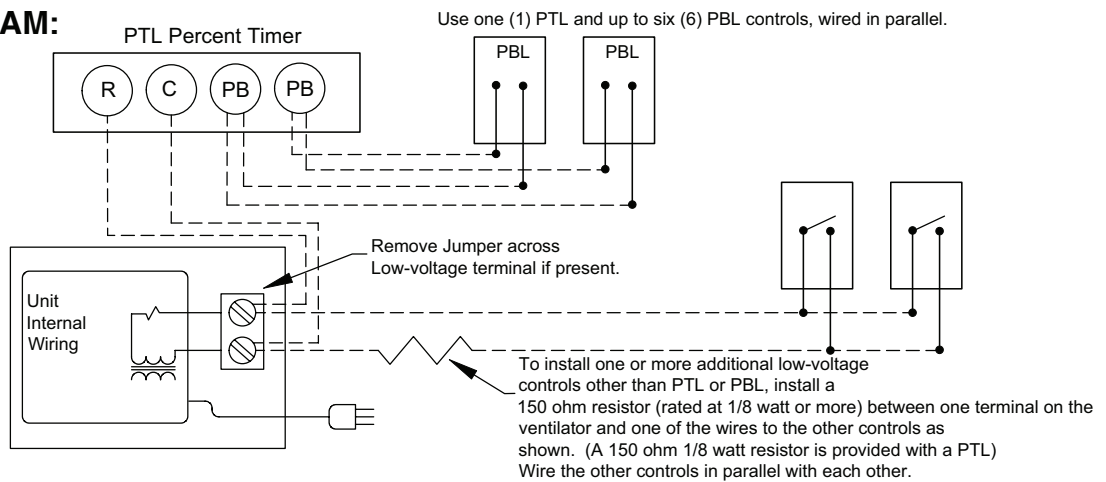 AM:
Use one (1) PTL and up to six (6) PBL controls, wired in parallel.
PTL Percent Timer
R C PB PB
PBL PBL
Remove Jumper across
Low-voltage terminal if present.
Unit
Internal
Wiring
To install one or more additional low-voltage
controls other than PTL or PBL, install a
150 ohm resistor (rated at 1/8 watt or more) between one terminal on the
ventilator and one of the wires to the other controls as
shown. (A 150 ohm 1/8 watt resistor is provided with a PTL)
Wire the other controls in parallel with each other.